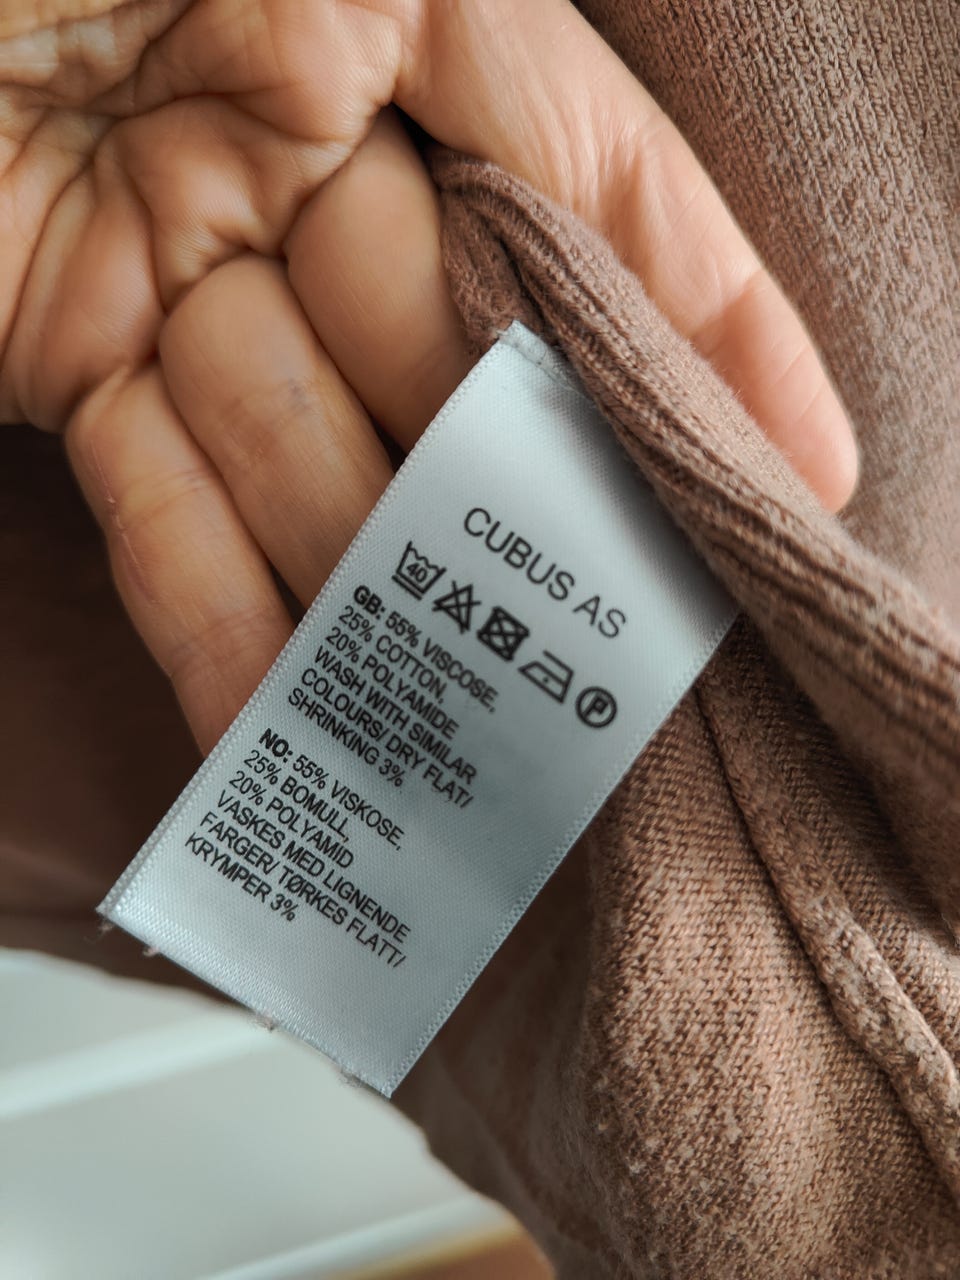 CUBUS AS
40 P
GB: 55% VISCOSE,
25% COTTON,
20% POLYAMIDE
WASH WITH SIMILAR
COLOURS/ DRY FLAT/
SHRINKING 3%
NO: 55% VISKOSE,
25% BOMULL,
20% POLYAMID
VASKES MED LIGNENDE
FARGER/ TØRKES FLATT/
KRYMPER 3%